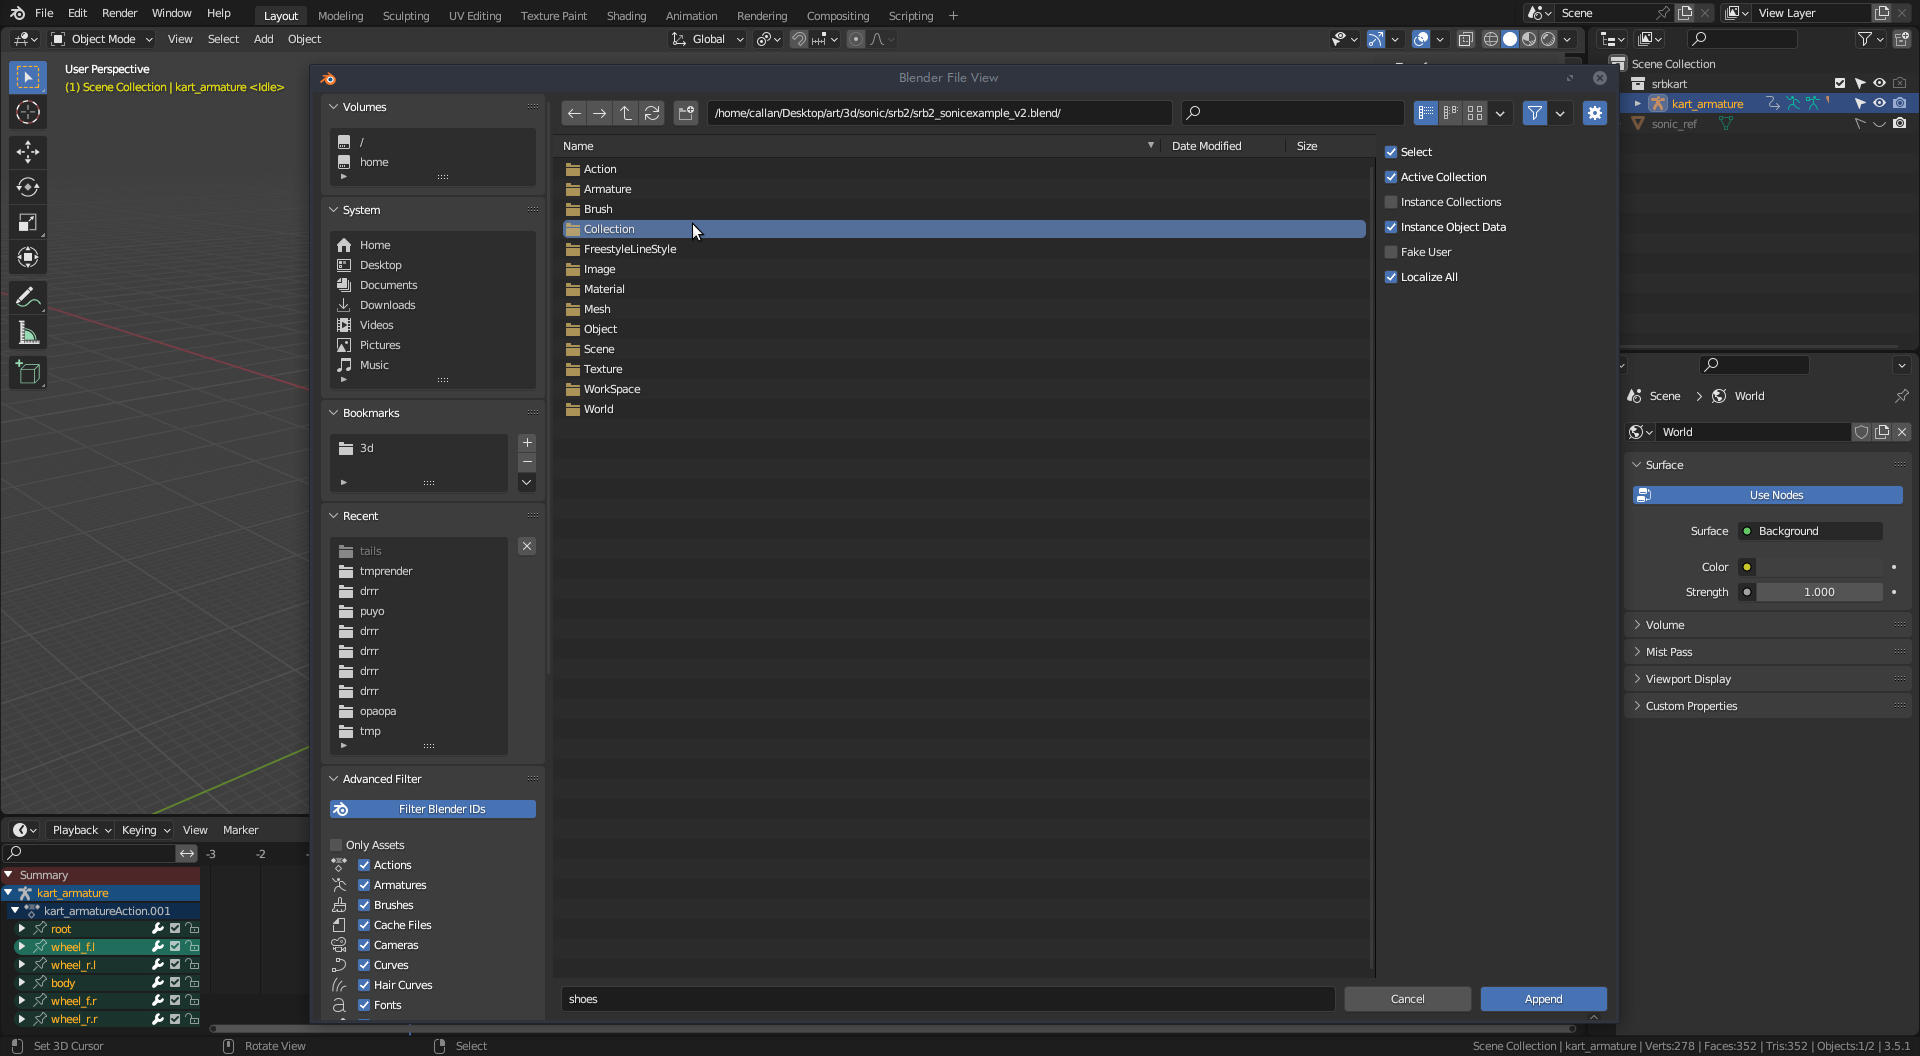 File Edit Render Window Help Layout Modeling Sculpting UV Editing Texture Paint Shading Animation Rendering Compositing Scripting + Scene View Layer
Object Mode View Select Add Object Global
User Perspective
(1) Scene Collection | kart_armature <Idle>
Blender File View
Volumes
/
home
System
Home
Desktop
Documents
Downloads
Videos
Pictures
Music
Bookmarks
3d
Recent
tails
tmprender
drrr
puyo
drrr
drrr
drrr
drrr
opaopa
tmp
Advanced Filter
Filter Blender IDs
Only Assets
Actions
Armatures
Brushes
Cache Files
Cameras
Curves
Hair Curves
Fonts
/home/callan/Desktop/art/3d/sonic/srb2/srb2_sonicexample_v2.blend/
Name Date Modified Size
Action
Armature
Brush
Collection
FreestyleLineStyle
Image
Material
Mesh
Object
Scene
Texture
WorkSpace
World
shoes
Cancel Append
Select
Active Collection
Instance Collections
Instance Object Data
Fake User
Localize All
Scene Collection
srbkart
kart_armature
sonic_ref
Scene > World
World
Surface
Use Nodes
Surface Background
Color
Strength 1.000
Volume
Mist Pass
Viewport Display
Custom Properties
Playback Keying View Marker
-3 -2
Summary
kart_armature
kart_armatureAction.001
root
wheel_f.l
wheel_r.l
body
wheel_f.r
wheel_r.r
Set 3D Cursor Rotate View Select
Scene Collection | kart_armature | Verts:278 | Faces:352 | Tris:352 | Objects:1/2 | 3.5.1